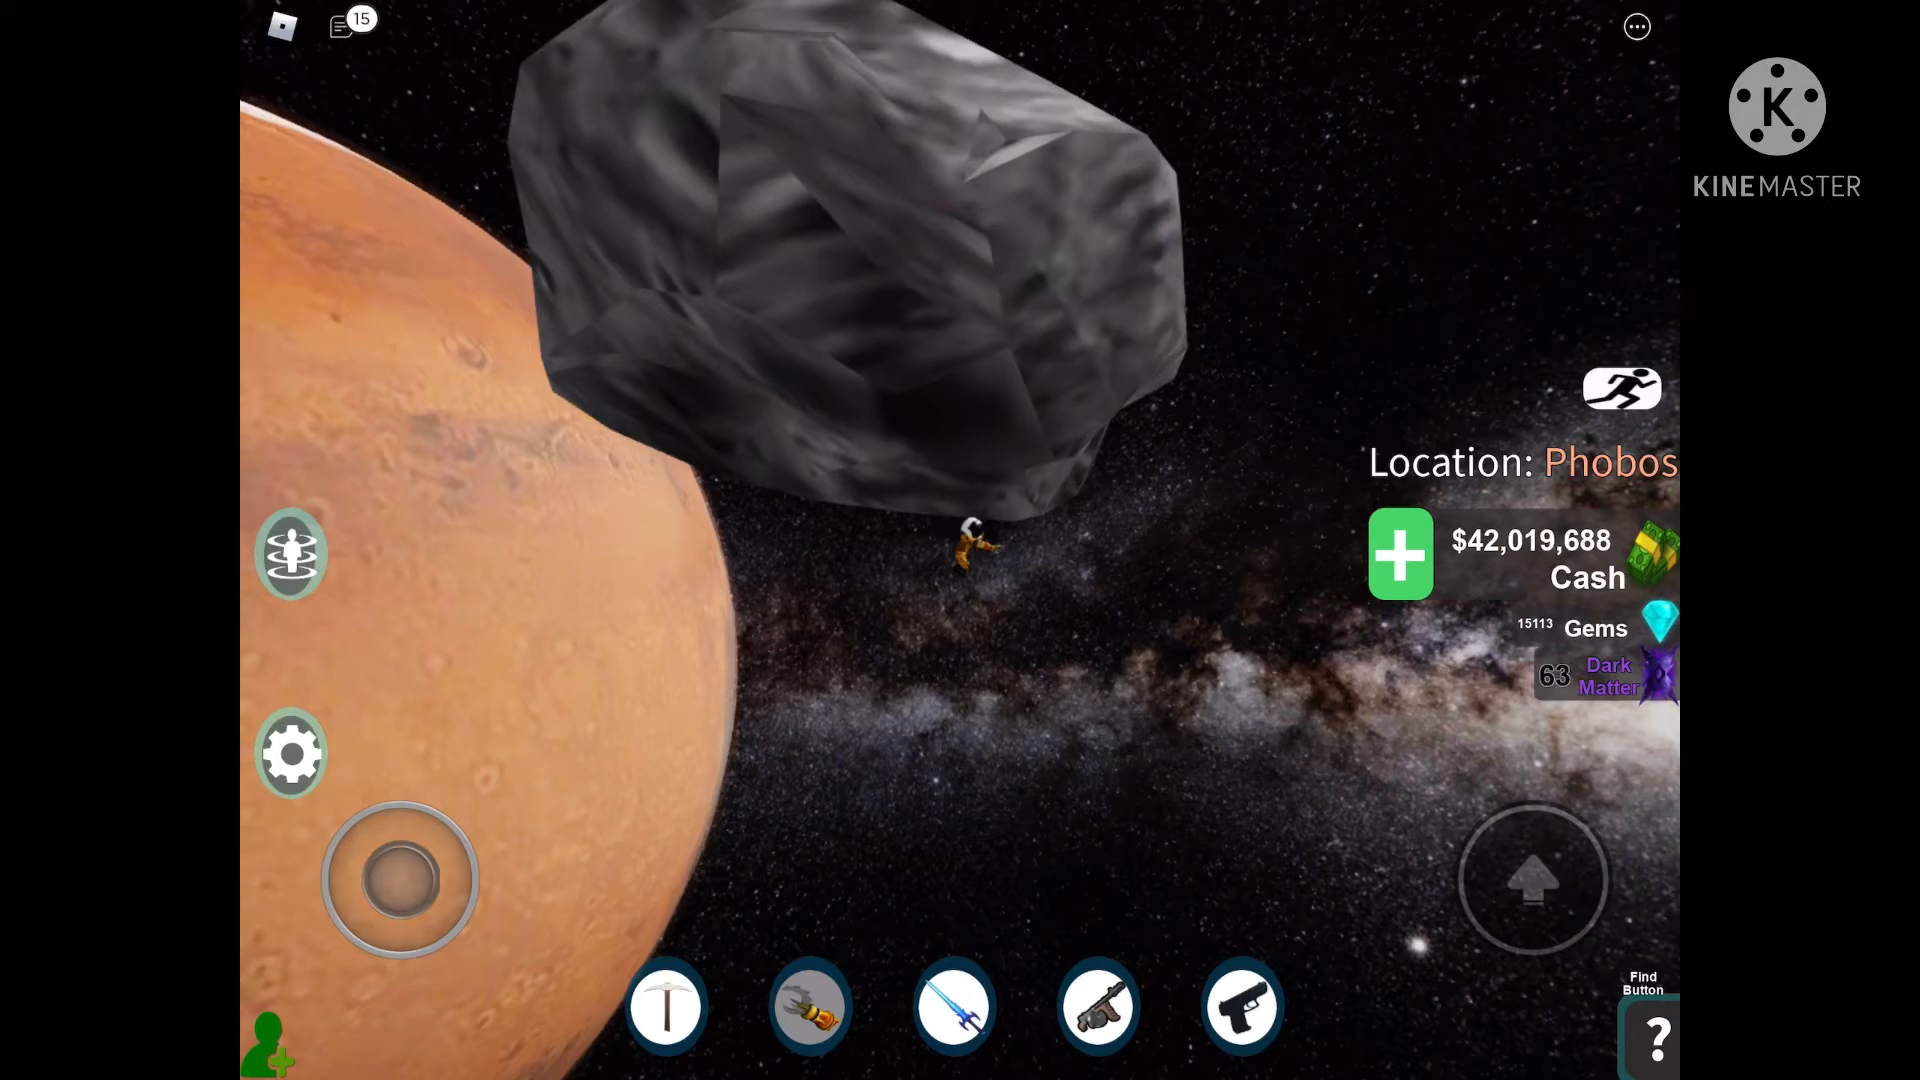 15
K
KINEMASTER
Location: Phobos
$42,019,688
Cash
15113 Gems
63 Dark
Matter
Find
Button
?